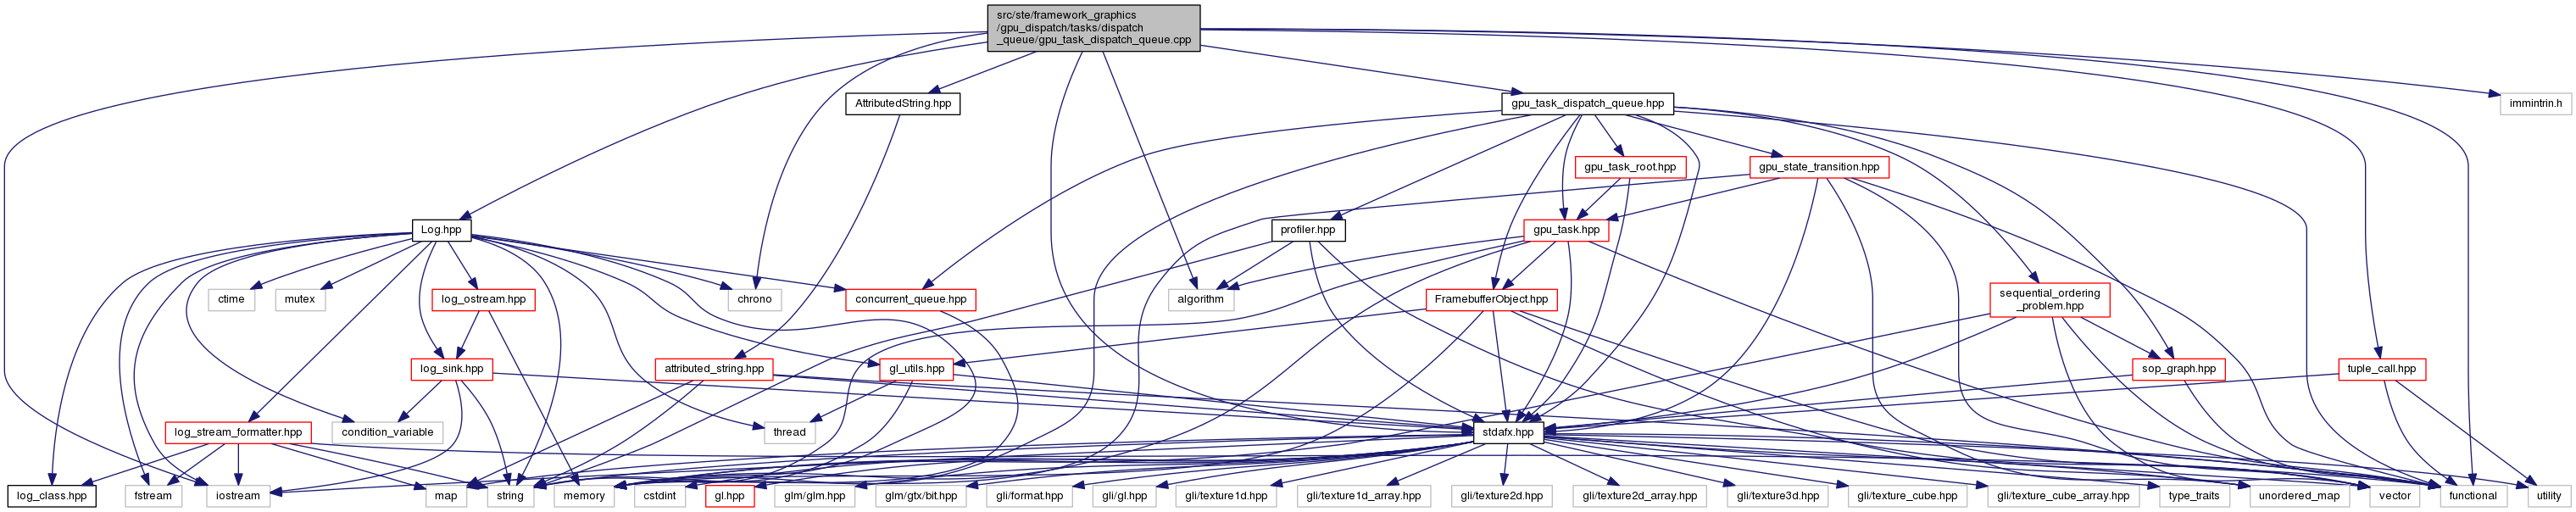 src/ste/framework_graphics
/gpu_dispatch/tasks/dispatch
_queue/gpu_task_dispatch_queue.cpp
AttributedString.hpp
gpu_task_dispatch_queue.hpp
immintrin.h
gpu_task_root.hpp
gpu_state_transition.hpp
Log.hpp
profiler.hpp
gpu_task.hpp
ctime
mutex
log_ostream.hpp
chrono
concurrent_queue.hpp
algorithm
FramebufferObject.hpp
sequential_ordering
_problem.hpp
log_sink.hpp
attributed_string.hpp
gl_utils.hpp
sop_graph.hpp
tuple_call.hpp
log_stream_formatter.hpp
condition_variable
thread
stdafx.hpp
log_class.hpp
fstream
iostream
map
string
memory
cstdint
gl.hpp
glm/glm.hpp
glm/gtx/bit.hpp
gli/format.hpp
gli/gl.hpp
gli/texture1d.hpp
gli/texture1d_array.hpp
gli/texture2d.hpp
gli/texture2d_array.hpp
gli/texture3d.hpp
gli/texture_cube.hpp
gli/texture_cube_array.hpp
type_traits
unordered_map
vector
functional
utility